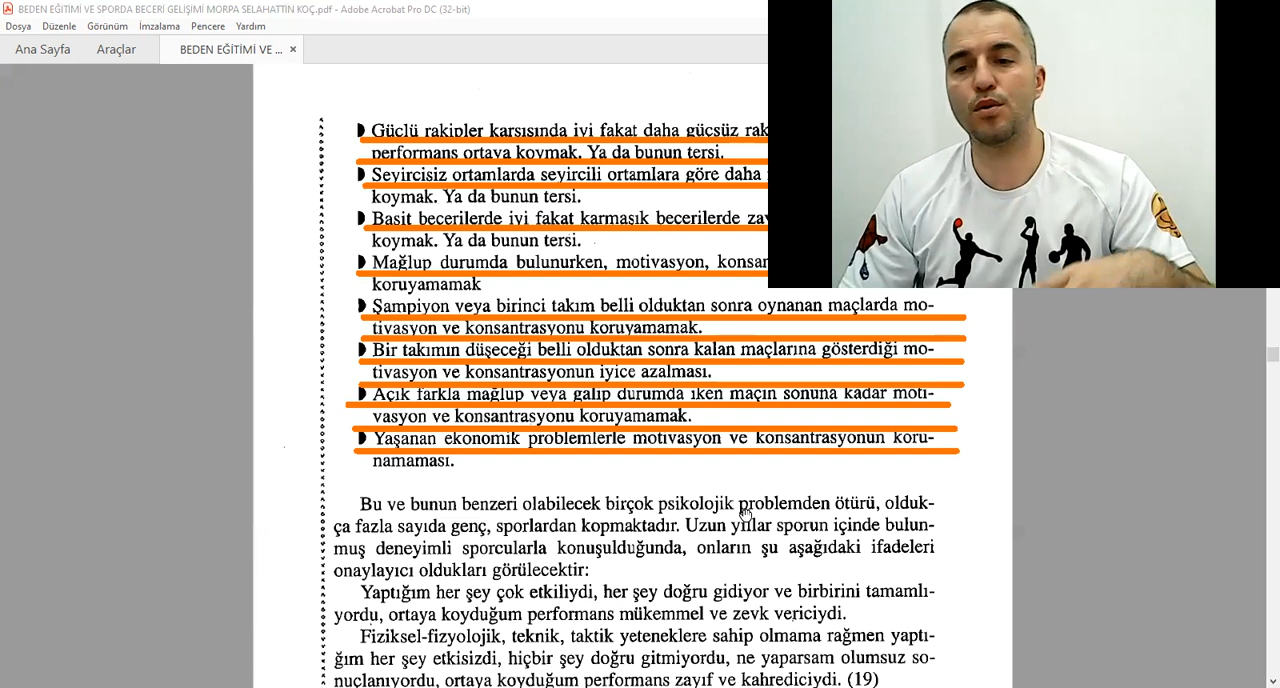 BEDEN EĞİTİMİ VE SPORDA BECERİ GELİŞİMİ MORPA SELAHATTIN KOÇ.pdf - Adobe Acrobat Pro DC (32-bit)
Dosya Düzenle Görünüm İmzalama Pencere Yardım
Ana Sayfa Araçlar BEDEN EĞİTİMİ VE ... ×
Güçlü rakipler karşısında iyi fakat daha güçsüz rak
performans ortaya koymak. Ya da bunun tersi.
Seyircisiz ortamlarda seyircili ortamlara göre daha
koymak. Ya da bunun tersi.
Basit becerilerde iyi fakat karmaşık becerilerde zay
koymak. Ya da bunun tersi.
Mağlup durumda bulunurken, motivasyon, konsan
koruyamamak
Şampiyon veya birinci takım belli olduktan sonra oynanan maçlarda mo-
tivasyon ve konsantrasyonu koruyamamak.
Bir takımın düşeceği belli olduktan sonra kalan maçlarına gösterdiği mo-
tivasyon ve konsantrasyonun iyice azalması.
Açık farkla mağlup veya galip durumda iken maçın sonuna kadar moti-
vasyon ve konsantrasyonu koruyamamak.
Yaşanan ekonomik problemlerle motivasyon ve konsantrasyonun koru-
namaması.
Bu ve bunun benzeri olabilecek birçok psikolojik problemden ötürü, olduk-
ça fazla sayıda genç, sporlardan kopmaktadır. Uzun yıllar sporun içinde bulun-
muş deneyimli sporcularla konuşulduğunda, onların şu aşağıdaki ifadeleri
onaylayıcı oldukları görülecektir:
Yaptığım her şey çok etkiliydi, her şey doğru gidiyor ve birbirini tamamlı-
yordu, ortaya koyduğum performans mükemmel ve zevk vericiydi.
Fiziksel-fizyolojik, teknik, taktik yeteneklere sahip olmama rağmen yaptı-
ğım her şey etkisizdi, hiçbir şey doğru gitmiyordu, ne yaparsam olumsuz so-
nuçlanıyordu, ortaya koyduğum performans zayıf ve kahrediciydi. (19)